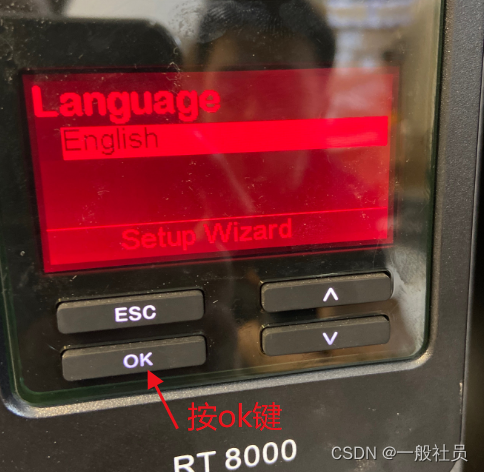 Language
English
Setup Wizard
ESC
OK
按ok键
RT 8000
CSDN @一般社员